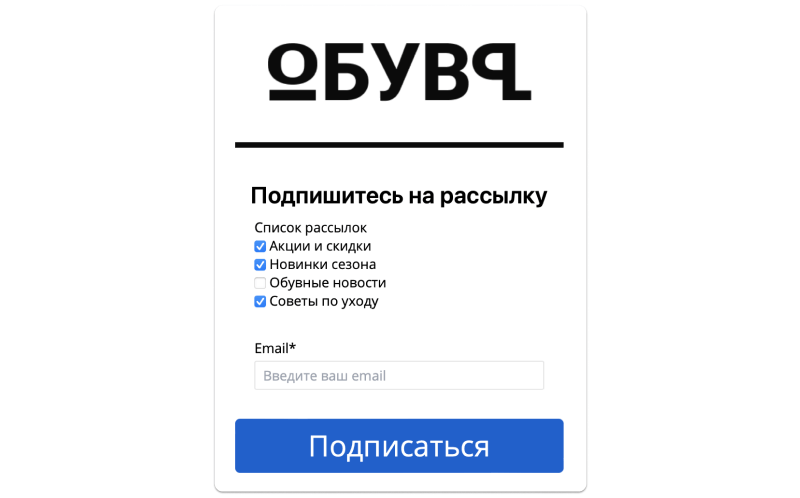 ОБУВЬ
Подпишитесь на рассылку
Список рассылок
Акции и скидки
Новинки сезона
Обувные новости
Советы по уходу
Email*
Введите ваш email
Подписаться